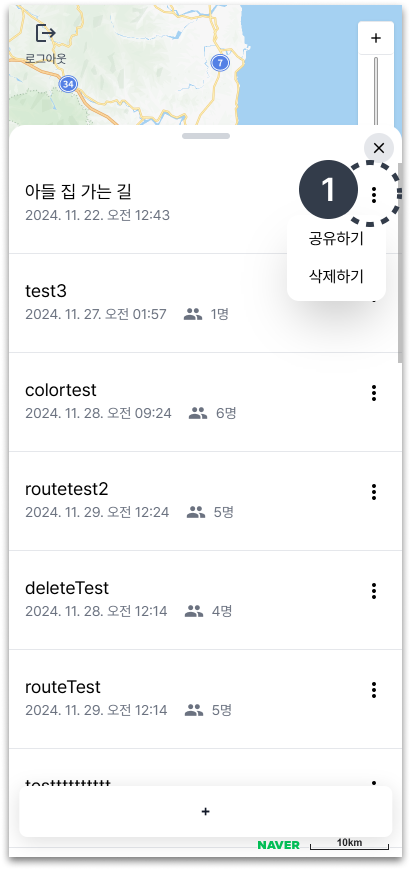 로그아웃
7
34
+
1
아들 집 가는 길
2024. 11. 22. 오전 12:43
공유하기
삭제하기
test3
2024. 11. 27. 오전 01:57 1명
colortest
2024. 11. 28. 오전 09:24 6명
routetest2
2024. 11. 29. 오전 12:24 5명
deleteTest
2024. 11. 28. 오전 12:14 4명
routeTest
2024. 11. 29. 오전 12:14 5명
+
NAVER
10km